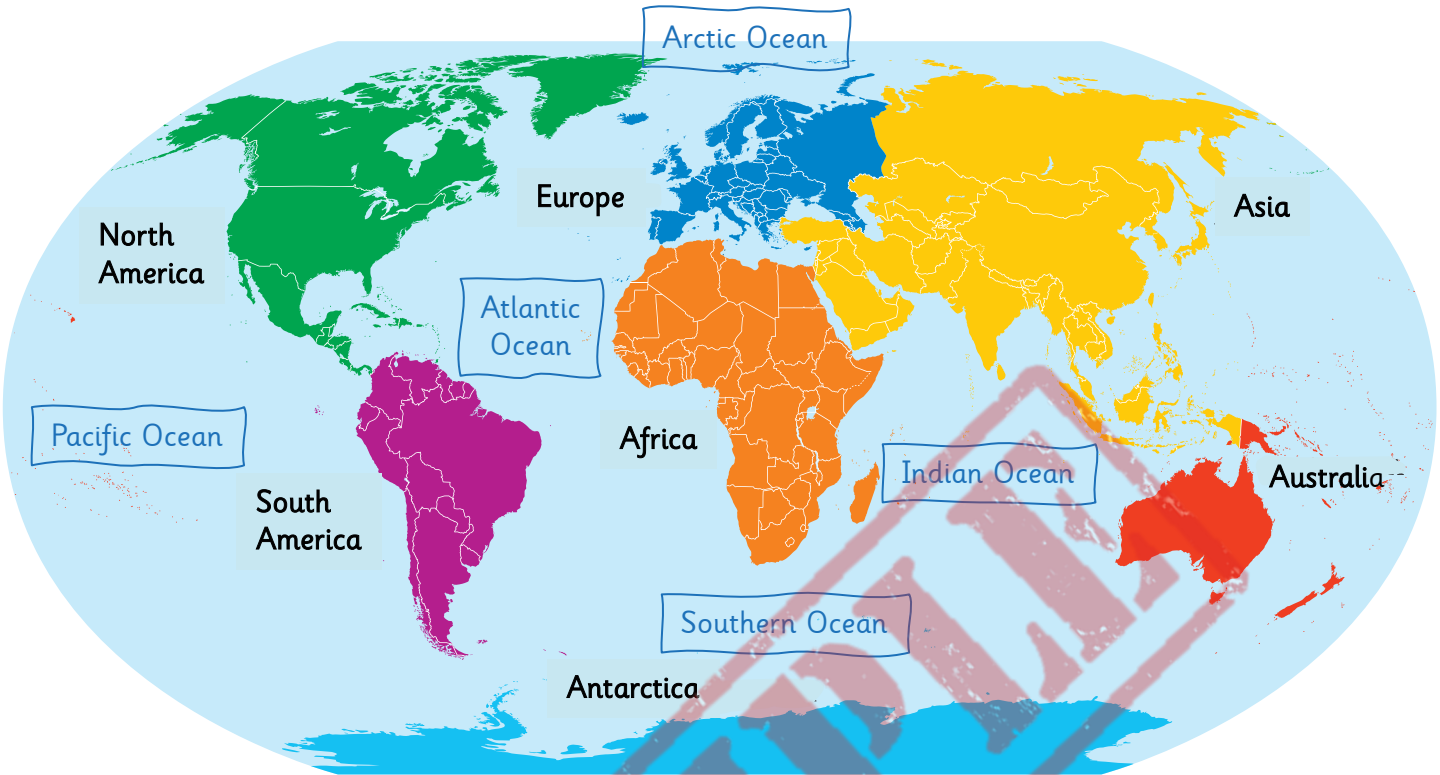 Arctic Ocean
Europe
Asia
North
America
Atlantic
Ocean
Pacific Ocean
Africa
Indian Ocean
Australia
South
America
Southern Ocean
Antarctica